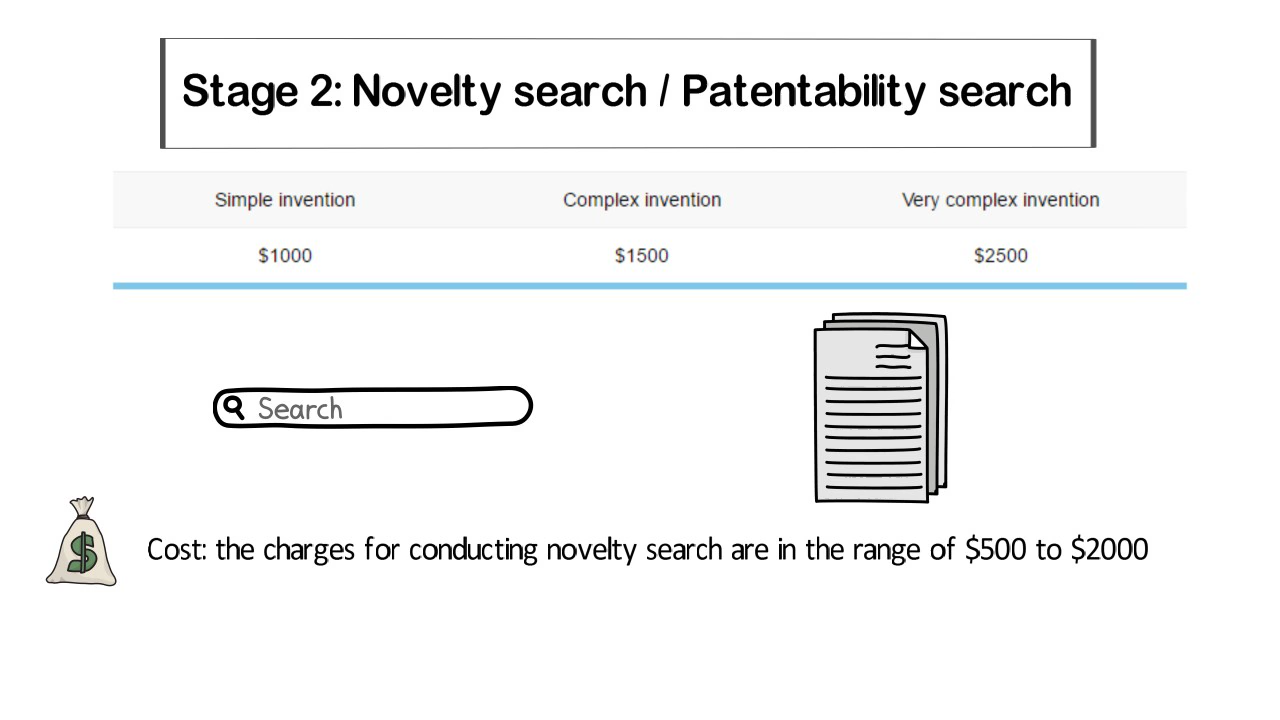 Stage 2: Novelty search / Patentability search
Simple invention Complex invention Very complex invention
$1000 $1500 $2500
Search
$
Cost: the charges for conducting novelty search are in the range of $500 to $2000